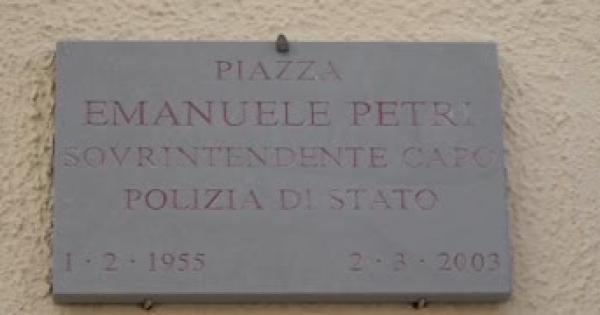 PIAZZA
EMANUELE PETRI
SOVRINTENDENTE CAPO
POLIZIA DI STATO
1 · 2 · 1955 2 · 3 · 2003